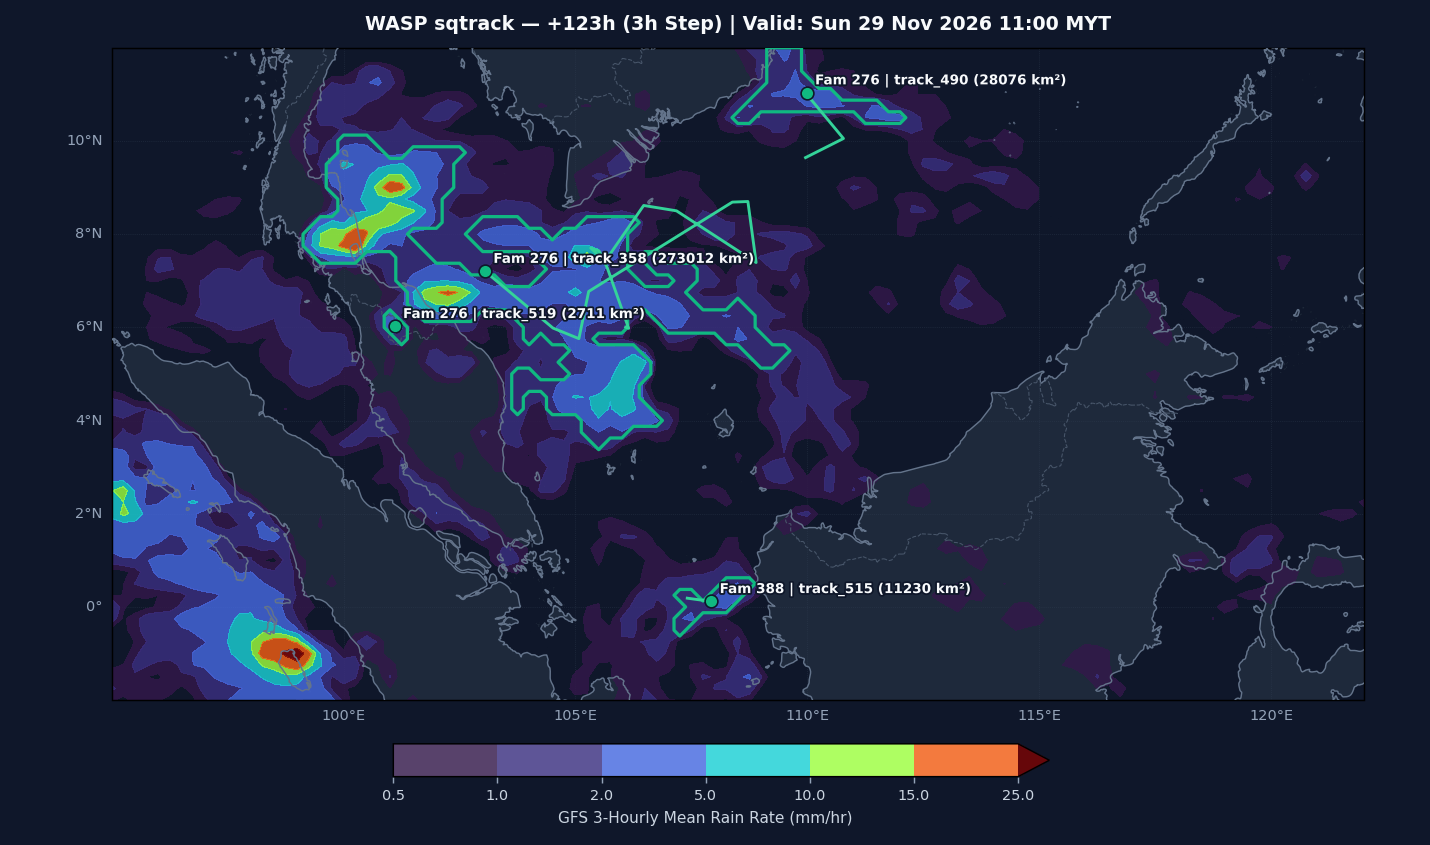 WASP sqtrack — +123h (3h Step) | Valid: Sun 29 Nov 2026 11:00 MYT
Fam 276 | track_490 (28076 km²)
10°N
8°N
Fam 276 | track_358 (273012 km²)
6°N
Fam 276 | track_519 (2711 km²)
4°N
2°N
0°
Fam 388 | track_515 (11230 km²)
100°E 105°E 110°E 115°E 120°E
0.5 1.0 2.0 5.0 10.0 15.0 25.0
GFS 3-Hourly Mean Rain Rate (mm/hr)